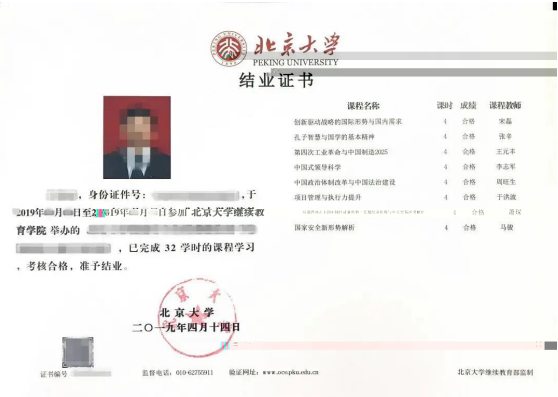 北京大学
PEKING UNIVERSITY
结业证书
课程名称 课时 成绩 课程教师
创新驱动战略的国际形势与国内需求 4 合格 宋磊
孔子智慧与国学的基本精神 4 合格 张辛
第四次工业革命与中国制造2025 4 合格 王元丰
中国式领导科学 4 合格 李志军
中国政治体制改革与中国法治建设 4 合格 周旺生
项目管理与执行力提升 4 合格 于洪波
合格
国家安全新形势解析 4 合格 马骏
,身份证件号: ,于
2019年 月 日至 年 月 日参加"北京大学继续教
育学院 举办的
,已完成 32 学时的课程学习
,考核合格,准予结业。
北京大学
二〇一九年四月十四日
证书编号
监督电话:010-62755911 验证网址:www.oce.pku.edu.cn 北京大学继续教育部监制